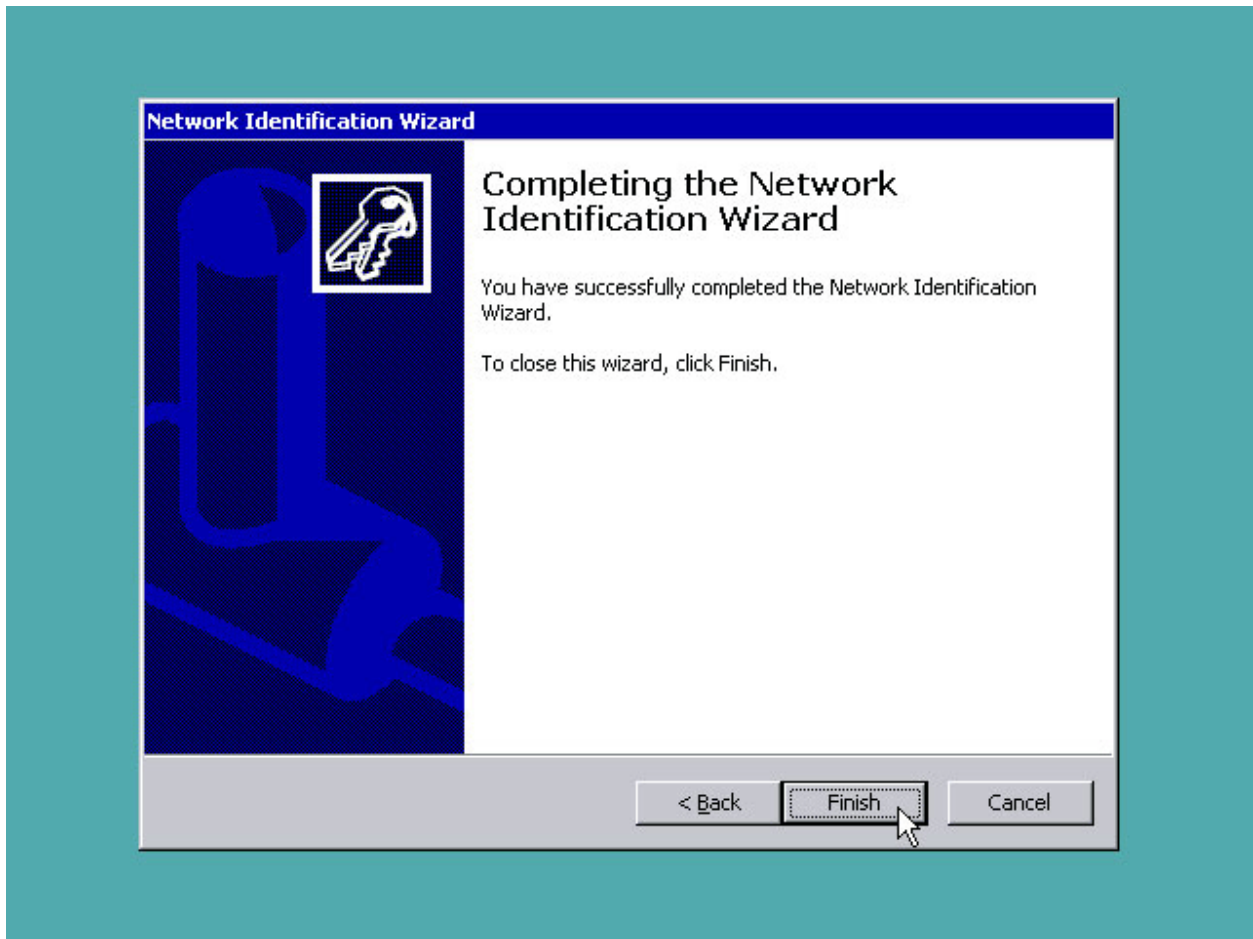 Network Identification Wizard
Completing the Network
Identification Wizard
You have successfully completed the Network Identification
Wizard.
To close this wizard, click Finish.
< Back Finish Cancel